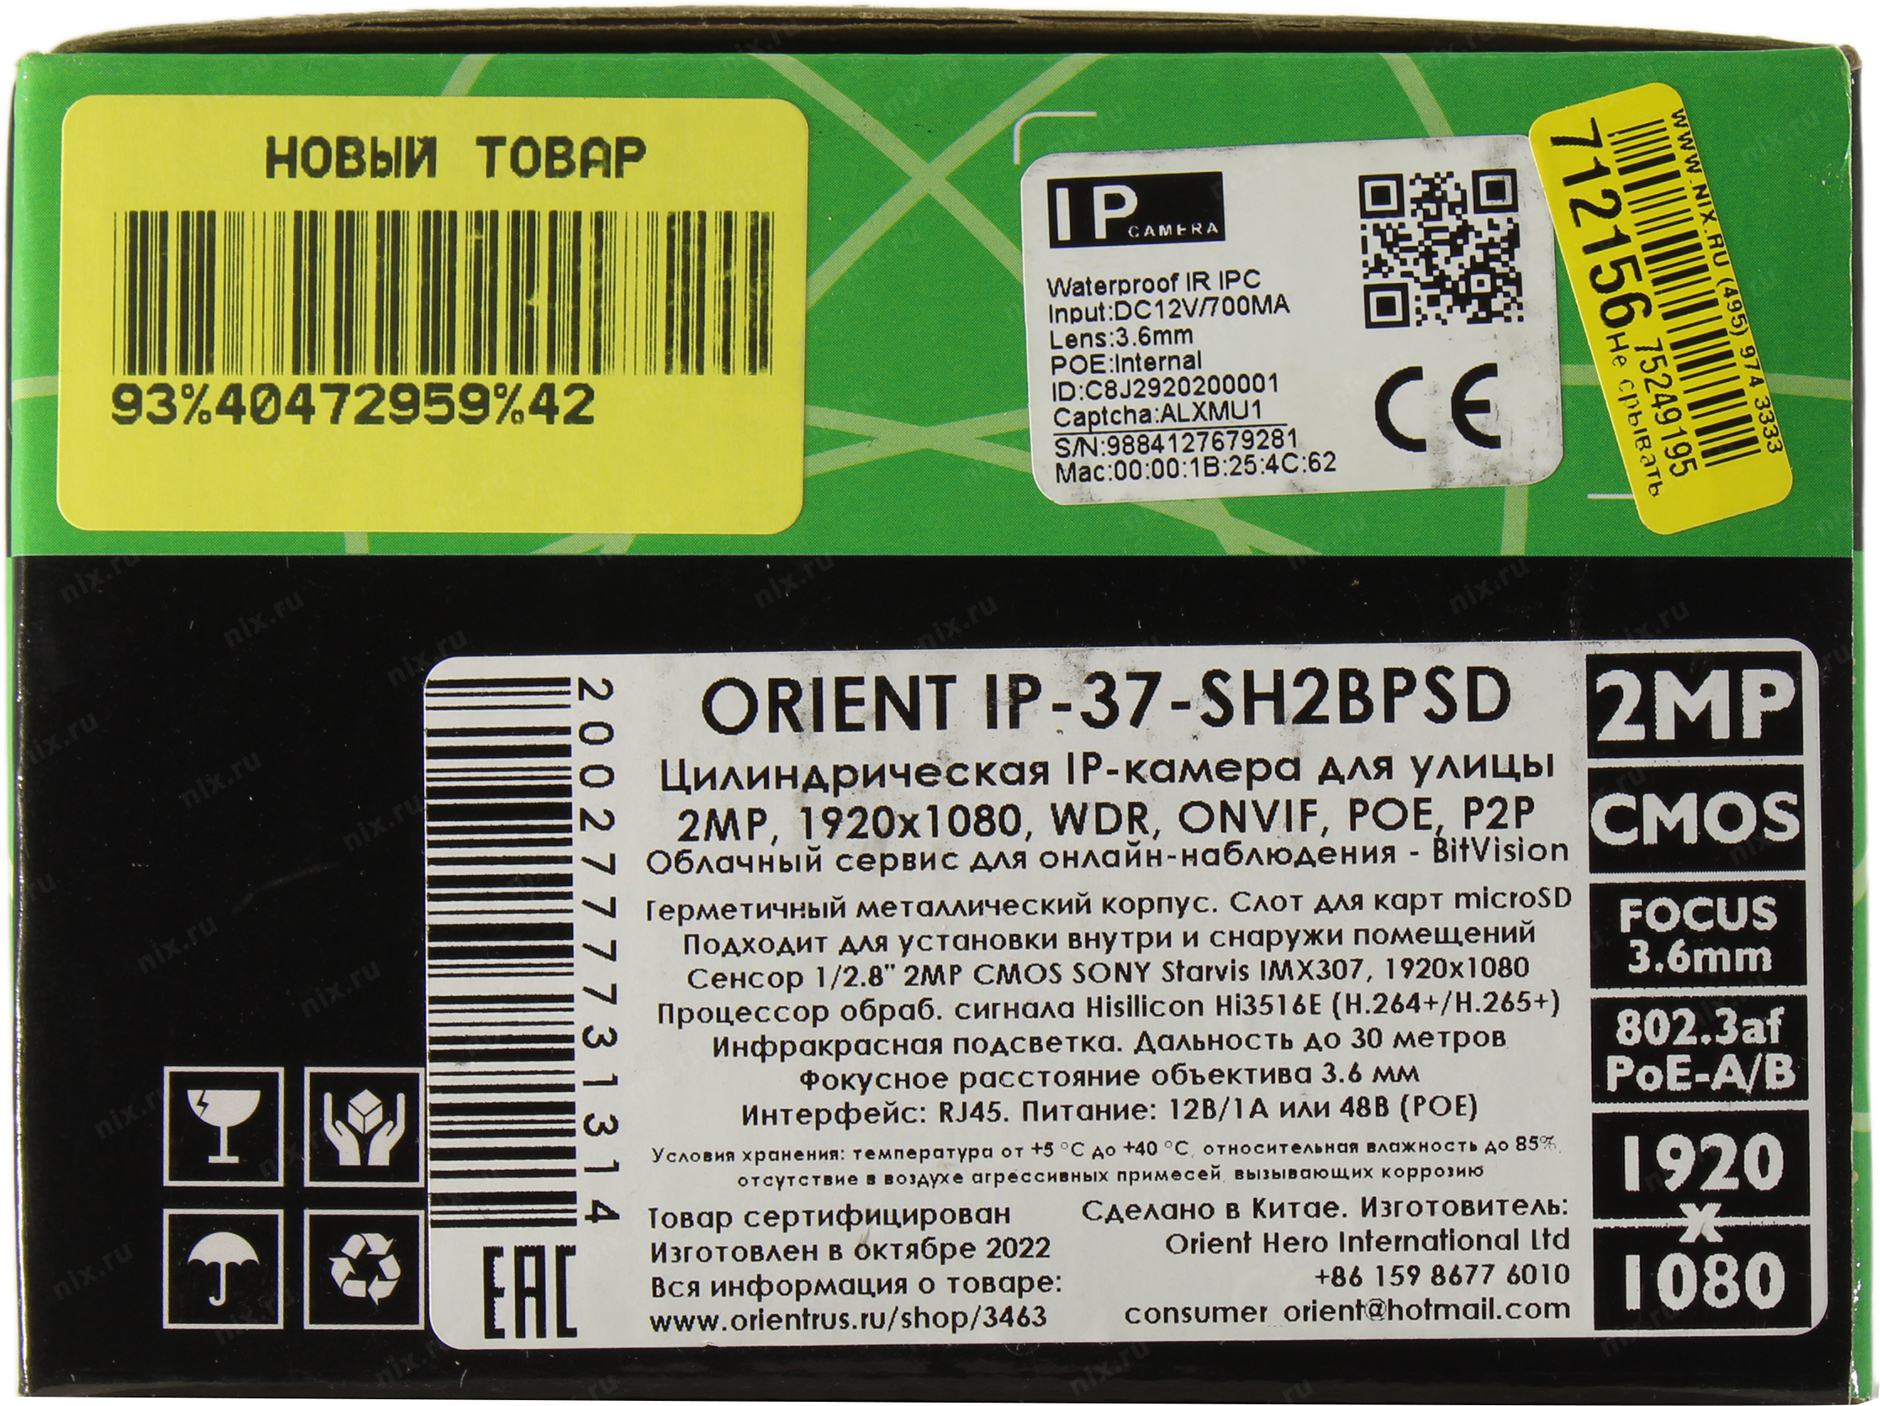 НОВЫЙ ТОВАР
93%40472959%42
IP CAMERA
Waterproof IR IPC
Input:DC12V/700MA
Lens:3.6mm
POE:Internal
ID:C8J2920200001
Captcha:ALXMU1
S/N:9884127679281
Mac:00:00:1B:25:4C:62
CE
www.NIX.RU (495) 974 3333
75249195
712156 Не срывать
2002777731314
ORIENT IP-37-SH2BPSD
Цилиндрическая IP-камера для улицы
2MP, 1920x1080, WDR, ONVIF, POE, P2P
Облачный сервис для онлайн-наблюдения - BitVision
Герметичный металлический корпус. Слот для карт microSD
Подходит для установки внутри и снаружи помещений
Сенсор 1/2.8" 2MP CMOS SONY Starvis IMX307, 1920x1080
Процессор обраб. сигнала Hisilicon Hi3516E (H.264+/H.265+)
Инфракрасная подсветка. Дальность до 30 метров
Фокусное расстояние объектива 3.6 мм
Интерфейс: RJ45. Питание: 12В/1А или 48В (POE)
Условия хранения: температура от +5 °C до +40 °C, относительная влажность до 85%,
отсутствие в воздухе агрессивных примесей, вызывающих коррозию
Товар сертифицирован
Изготовлен в октябре 2022
Вся информация о товаре:
www.orientrus.ru/shop/3463
Сделано в Китае. Изготовитель:
Orient Hero International Ltd
+86 159 8677 6010
consumer_orient@hotmail.com
EAC
2MP
CMOS
FOCUS
3.6mm
802.3af
PoE-A/B
1920
x
1080
nix.ru